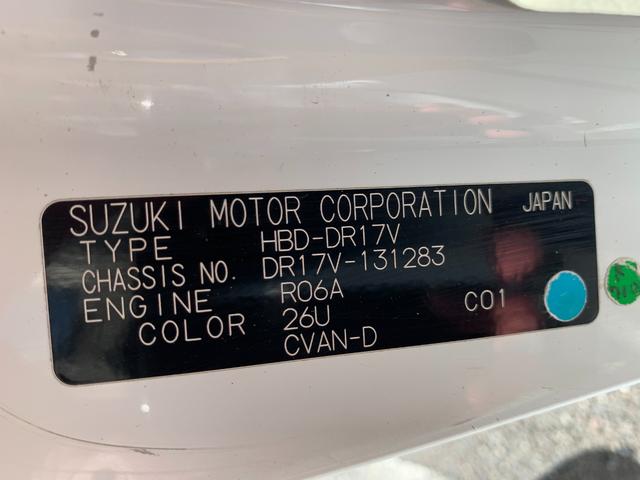 SUZUKI MOTOR CORPORATION JAPAN
TYPE HBD-DR17V
CHASSIS NO. DR17V-131283
ENGINE R06A
COLOR 26U C01
CVAN-D